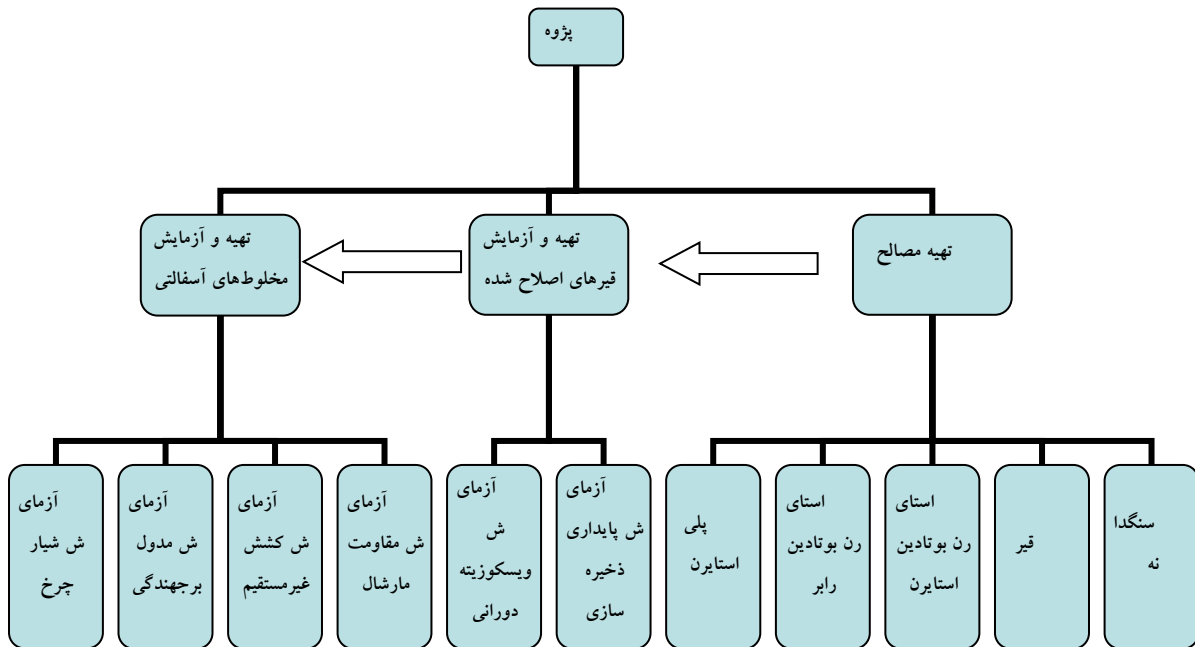 پژوه
تهیه مصالح
تهیه و آزمایش
قیرهای اصلاح شده
تهیه و آزمایش
مخلوط‌های آسفالتی
سنگدا
نه
قیر
استای
رن بوتادین
استایرن
استای
رن بوتادین
رابر
پلی
استایرن
آزمای
ش پایداری
ذخیره
سازی
آزمای
ش
ویسکوزیته
دورانی
آزمای
ش مقاومت
مارشال
آزمای
ش کشش
غیرمستقیم
آزمای
ش مدول
برجهندگی
آزمای
ش شیار
چرخ